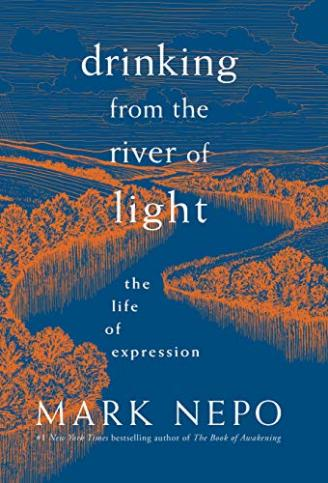 drinking
from the
river of
light
the
life
of
expression
MARK NEPO
#1 New York Times bestselling author of The Book of Awakening